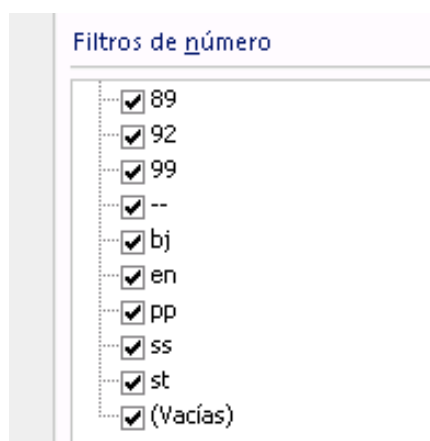 Filtros de número
89
92
99
--
bj
en
pp
ss
st
(Vacías)